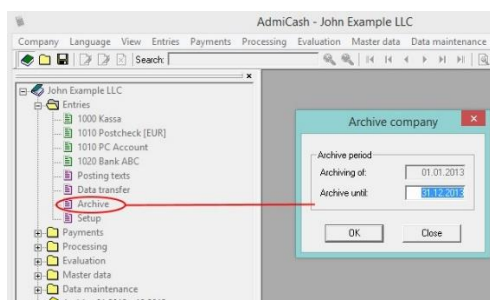 AdmiCash - John Example LLC
Company Language View Entries Payments Processing Evaluation Master data Data maintenance
Search:
John Example LLC
Entries
1000 Kassa
1010 Postcheck [EUR]
1010 PC Account
1020 Bank ABC
Posting texts
Data transfer
Archive
Setup
Payments
Processing
Evaluation
Master data
Data maintenance
Archive company
Archive period
Archiving of: 01.01.2013
Archive until: 31.12.2013
OK Close